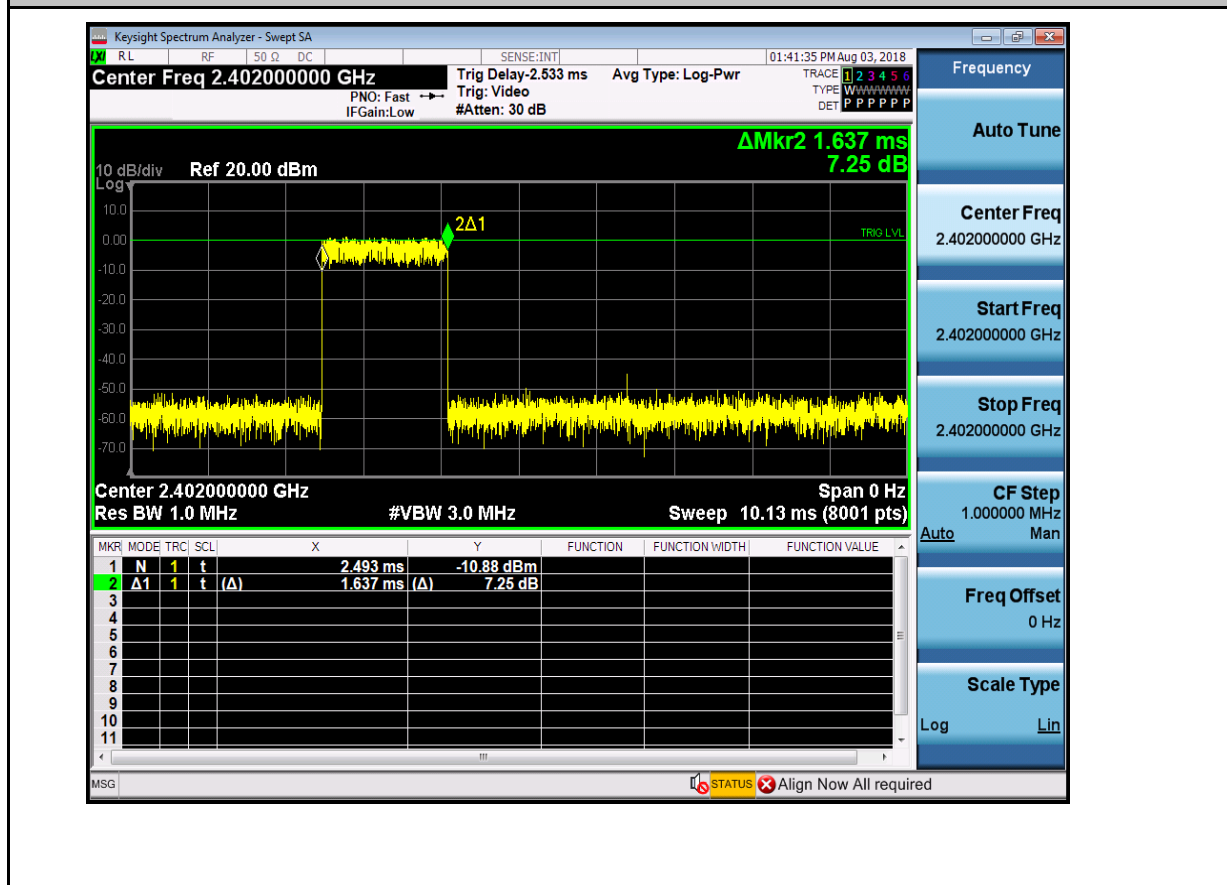 Keysight Spectrum Analyzer - Swept SA
LXI RL RF 50 Ω DC SENSE:INT 01:41:35 PM Aug 03, 2018
Center Freq 2.402000000 GHz
PNO: Fast
IFGain:Low
Trig Delay-2.533 ms
Trig: Video
#Atten: 30 dB
Avg Type: Log-Pwr
TRACE 1 2 3 4 5 6
TYPE WWWWWW
DET P P P P P P
ΔMkr2 1.637 ms
7.25 dB
10 dB/div Ref 20.00 dBm
Log
10.0
0.00
-10.0
-20.0
-30.0
-40.0
-50.0
-60.0
-70.0
2Δ1
TRIG LVL
Center 2.402000000 GHz Span 0 Hz
Res BW 1.0 MHz #VBW 3.0 MHz Sweep 10.13 ms (8001 pts)
MKR MODE TRC SCL X Y FUNCTION FUNCTION WIDTH FUNCTION VALUE
1 N 1 t 2.493 ms -10.88 dBm
2 Δ1 1 t (Δ) 1.637 ms (Δ) 7.25 dB
3
4
5
6
7
8
9
10
11
MSG STATUS Align Now All required
Frequency
Auto Tune
Center Freq
2.402000000 GHz
Start Freq
2.402000000 GHz
Stop Freq
2.402000000 GHz
CF Step
1.000000 MHz
Auto Man
Freq Offset
0 Hz
Scale Type
Log Lin